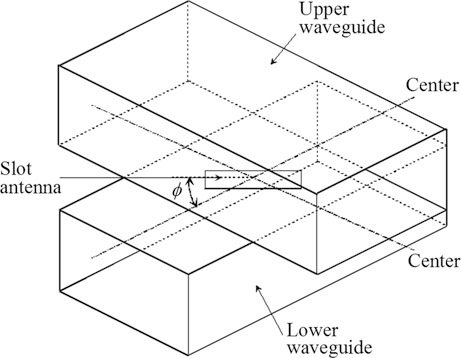 Upper
waveguide
Center
Slot
antenna
ϕ
Center
Lower
waveguide